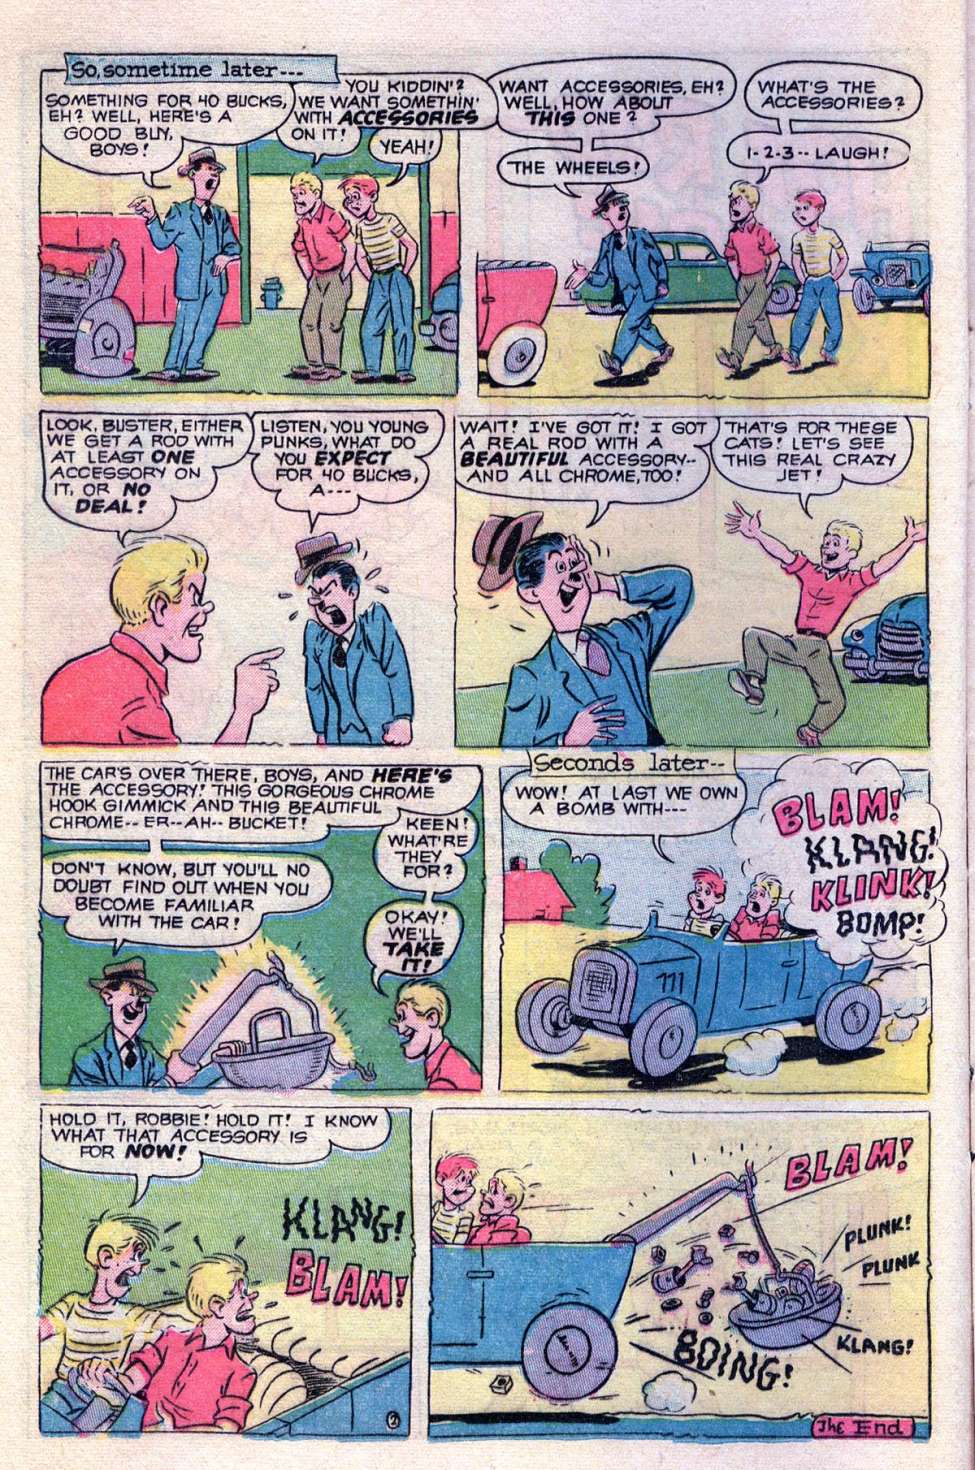 So, sometime later---
SOMETHING FOR 40 BUCKS,
EH? WELL, HERE'S A
GOOD BUY,
BOYS!
YOU KIDDIN'?
WE WANT SOMETHIN'
WITH ACCESSORIES
ON IT!
YEAH!
WANT ACCESSORIES, EH?
WELL, HOW ABOUT
THIS ONE?
THE WHEELS!
WHAT'S THE
ACCESSORIES?
1-2-3-- LAUGH!
LOOK, BUSTER, EITHER
WE GET A ROD WITH
AT LEAST ONE
ACCESSORY ON
IT, OR NO
DEAL!
LISTEN, YOU YOUNG
PUNKS, WHAT DO
YOU EXPECT
FOR 40 BUCKS,
A---
WAIT! I'VE GOT IT! I GOT
A REAL ROD WITH A
BEAUTIFUL ACCESSORY--
AND ALL CHROME, TOO!
THAT'S FOR THESE
CATS! LET'S SEE
THIS REAL CRAZY
JET!
THE CAR'S OVER THERE, BOYS, AND HERE'S
THE ACCESSORY! THIS GORGEOUS CHROME
HOOK GIMMICK AND THIS BEAUTIFUL
CHROME-- ER--AH-- BUCKET!
KEEN!
WHAT'RE
THEY
FOR?
DON'T KNOW, BUT YOU'LL NO
DOUBT FIND OUT WHEN YOU
BECOME FAMILIAR
WITH THE CAR!
OKAY!
WE'LL
TAKE
IT!
Seconds later--
WOW! AT LAST WE OWN
A BOMB WITH---
BLAM!
KLANG!
KLINK!
BOMP!
777
HOLD IT, ROBBIE! HOLD IT! I KNOW
WHAT THAT ACCESSORY IS
FOR NOW!
KLANG!
BLAM!
2
BLAM!
PLUNK!
PLUNK
KLANG!
BOING!
The End